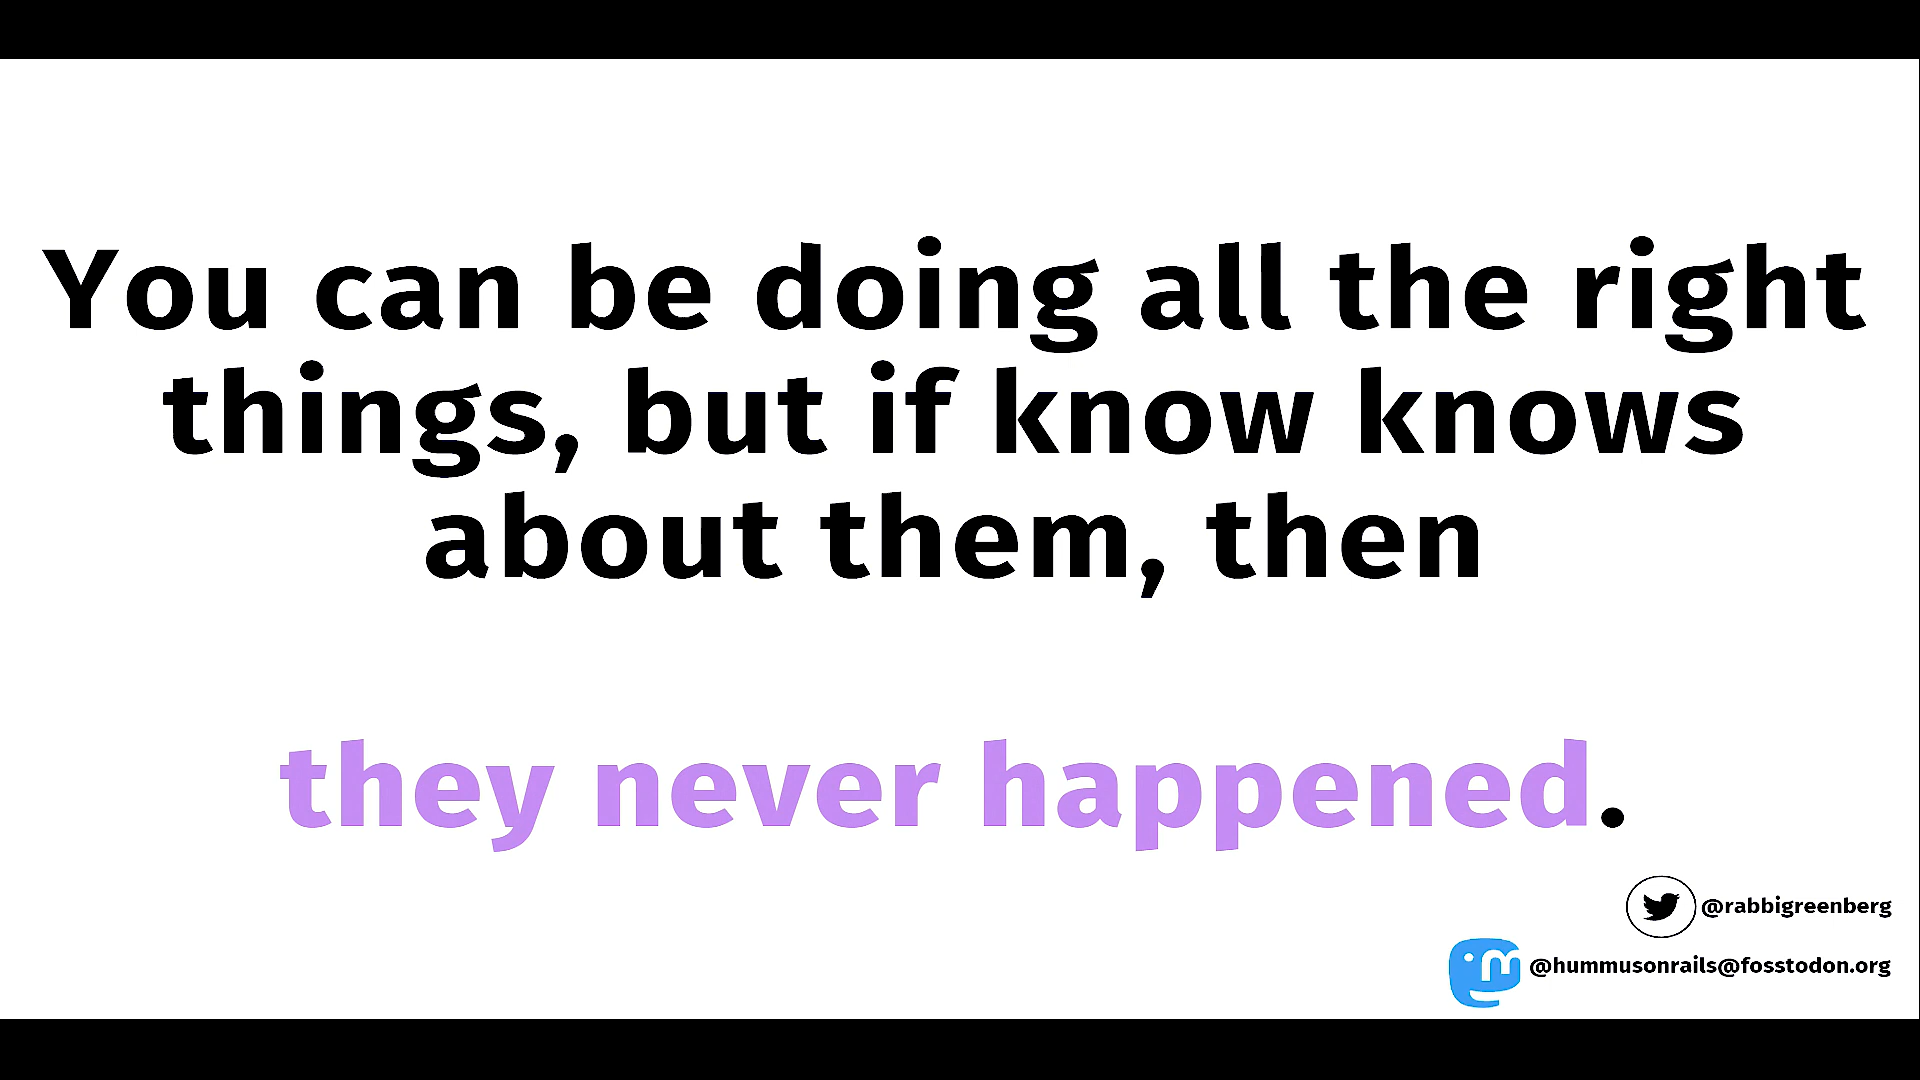 You can be doing all the right
things, but if know knows
about them, then
they never happened.
@rabbigreenberg
@hummusonrails@fosstodon.org